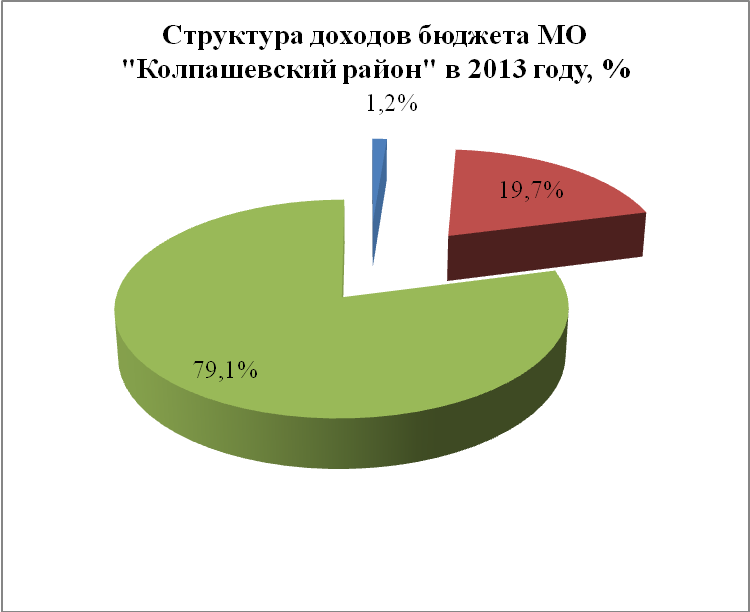 Структура доходов бюджета МО
"Колпашевский район" в 2013 году, %
1,2%
19,7%
79,1%